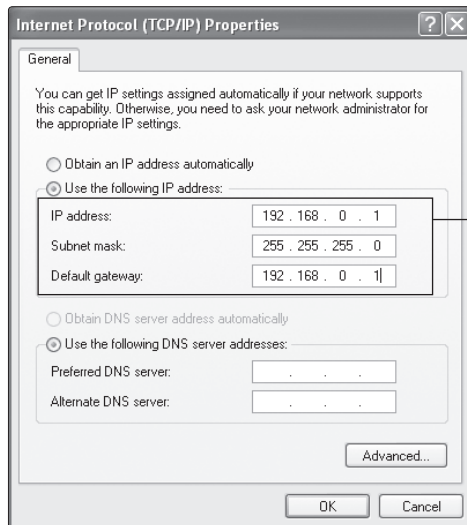 Internet Protocol (TCP/IP) Properties
General
You can get IP settings assigned automatically if your network supports
this capability. Otherwise, you need to ask your network administrator for
the appropriate IP settings.
Obtain an IP address automatically
Use the following IP address:
IP address: 192 . 168 . 0 . 1
Subnet mask: 255 . 255 . 255 . 0
Default gateway: 192 . 168 . 0 . 1
Obtain DNS server address automatically
Use the following DNS server addresses:
Preferred DNS server: . . .
Alternate DNS server: . . .
Advanced...
OK Cancel